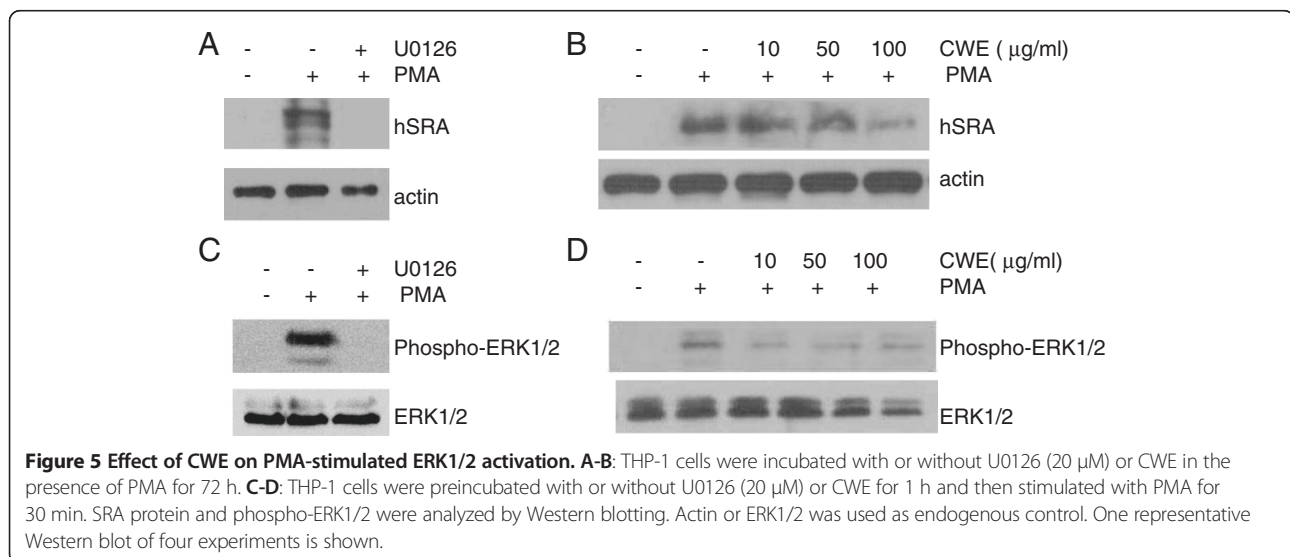 A
- - + U0126
- + + PMA
hSRA
actin
B
- - 10 50 100 CWE ( μg/ml)
- + + + + PMA
hSRA
actin
C
- - + U0126
- + + PMA
Phospho-ERK1/2
ERK1/2
D
- - 10 50 100 CWE( μg/ml)
- + + + + PMA
Phospho-ERK1/2
ERK1/2
Figure 5 Effect of CWE on PMA-stimulated ERK1/2 activation. A-B: THP-1 cells were incubated with or without U0126 (20 μM) or CWE in the
presence of PMA for 72 h. C-D: THP-1 cells were preincubated with or without U0126 (20 μM) or CWE for 1 h and then stimulated with PMA for
30 min. SRA protein and phospho-ERK1/2 were analyzed by Western blotting. Actin or ERK1/2 was used as endogenous control. One representative
Western blot of four experiments is shown.